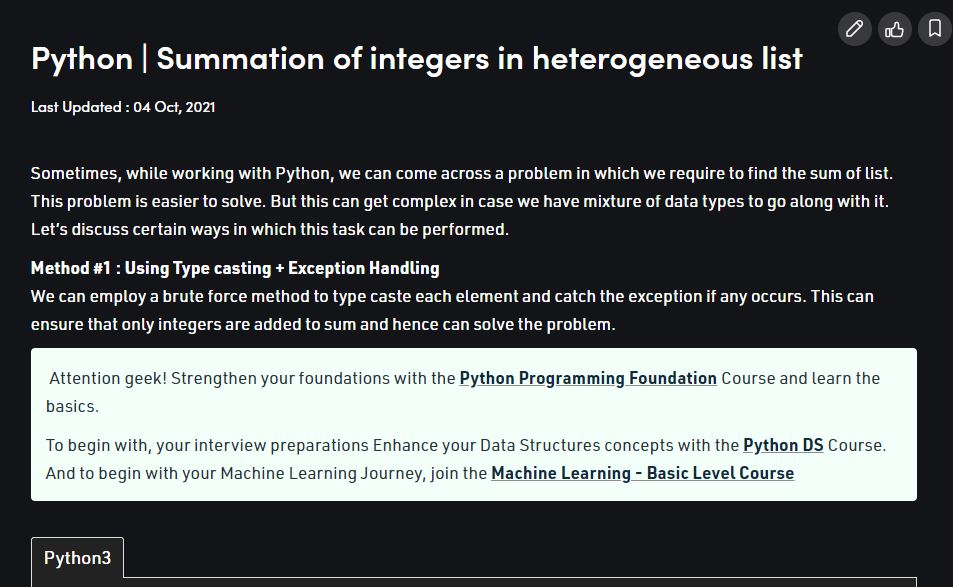 Python | Summation of integers in heterogeneous list
Last Updated : 04 Oct, 2021
Sometimes, while working with Python, we can come across a problem in which we require to find the sum of list.
This problem is easier to solve. But this can get complex in case we have mixture of data types to go along with it.
Let's discuss certain ways in which this task can be performed.
Method #1 : Using Type casting + Exception Handling
We can employ a brute force method to type caste each element and catch the exception if any occurs. This can
ensure that only integers are added to sum and hence can solve the problem.
Attention geek! Strengthen your foundations with the Python Programming Foundation Course and learn the
basics.
To begin with, your interview preparations Enhance your Data Structures concepts with the Python DS Course.
And to begin with your Machine Learning Journey, join the Machine Learning - Basic Level Course
Python3